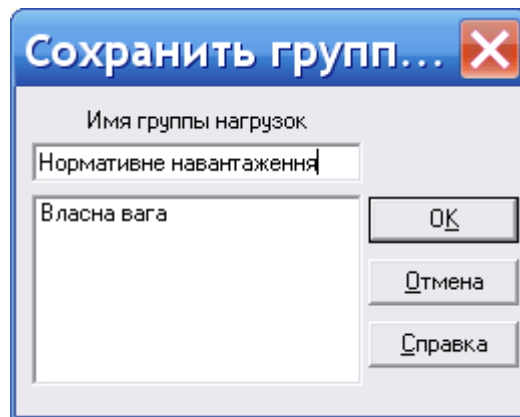 Сохранить групп...
Имя группы нагрузок
Нормативне навантаження
Власна вага
OK
Отмена
Справка